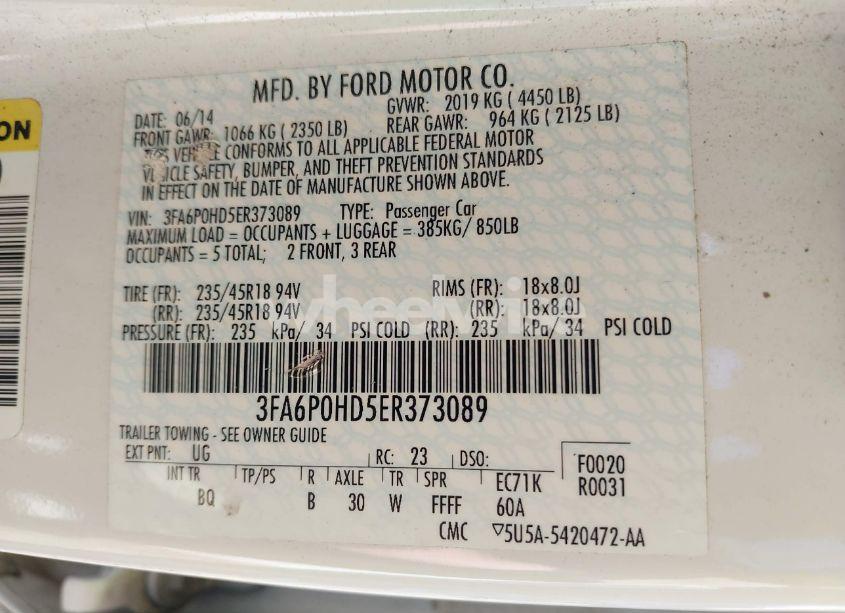 ON
MFD. BY FORD MOTOR CO.
DATE: 06/14 GVWR: 2019 KG ( 4450 LB)
FRONT GAWR: 1066 KG ( 2350 LB) REAR GAWR: 964 KG ( 2125 LB)
THIS VEHICLE CONFORMS TO ALL APPLICABLE FEDERAL MOTOR
VEHICLE SAFETY, BUMPER, AND THEFT PREVENTION STANDARDS
IN EFFECT ON THE DATE OF MANUFACTURE SHOWN ABOVE.
VIN: 3FA6P0HD5ER373089 TYPE: Passenger Car
MAXIMUM LOAD = OCCUPANTS + LUGGAGE = 385KG/ 850LB
OCCUPANTS = 5 TOTAL; 2 FRONT, 3 REAR
TIRE (FR): 235/45R18 94V RIMS (FR): 18x8.0J
(RR): 235/45R18 94V (RR): 18x8.0J
PRESSURE (FR): 235 kPa/ 34 PSI COLD (RR): 235 kPa/ 34 PSI COLD
3FA6P0HD5ER373089
TRAILER TOWING - SEE OWNER GUIDE
EXT PNT: UG RC: 23 DSO: F0020
INT TR TP/PS R AXLE TR SPR EC71K R0031
BQ B 30 W FFFF 60A
CMC ▽5U5A-5420472-AA